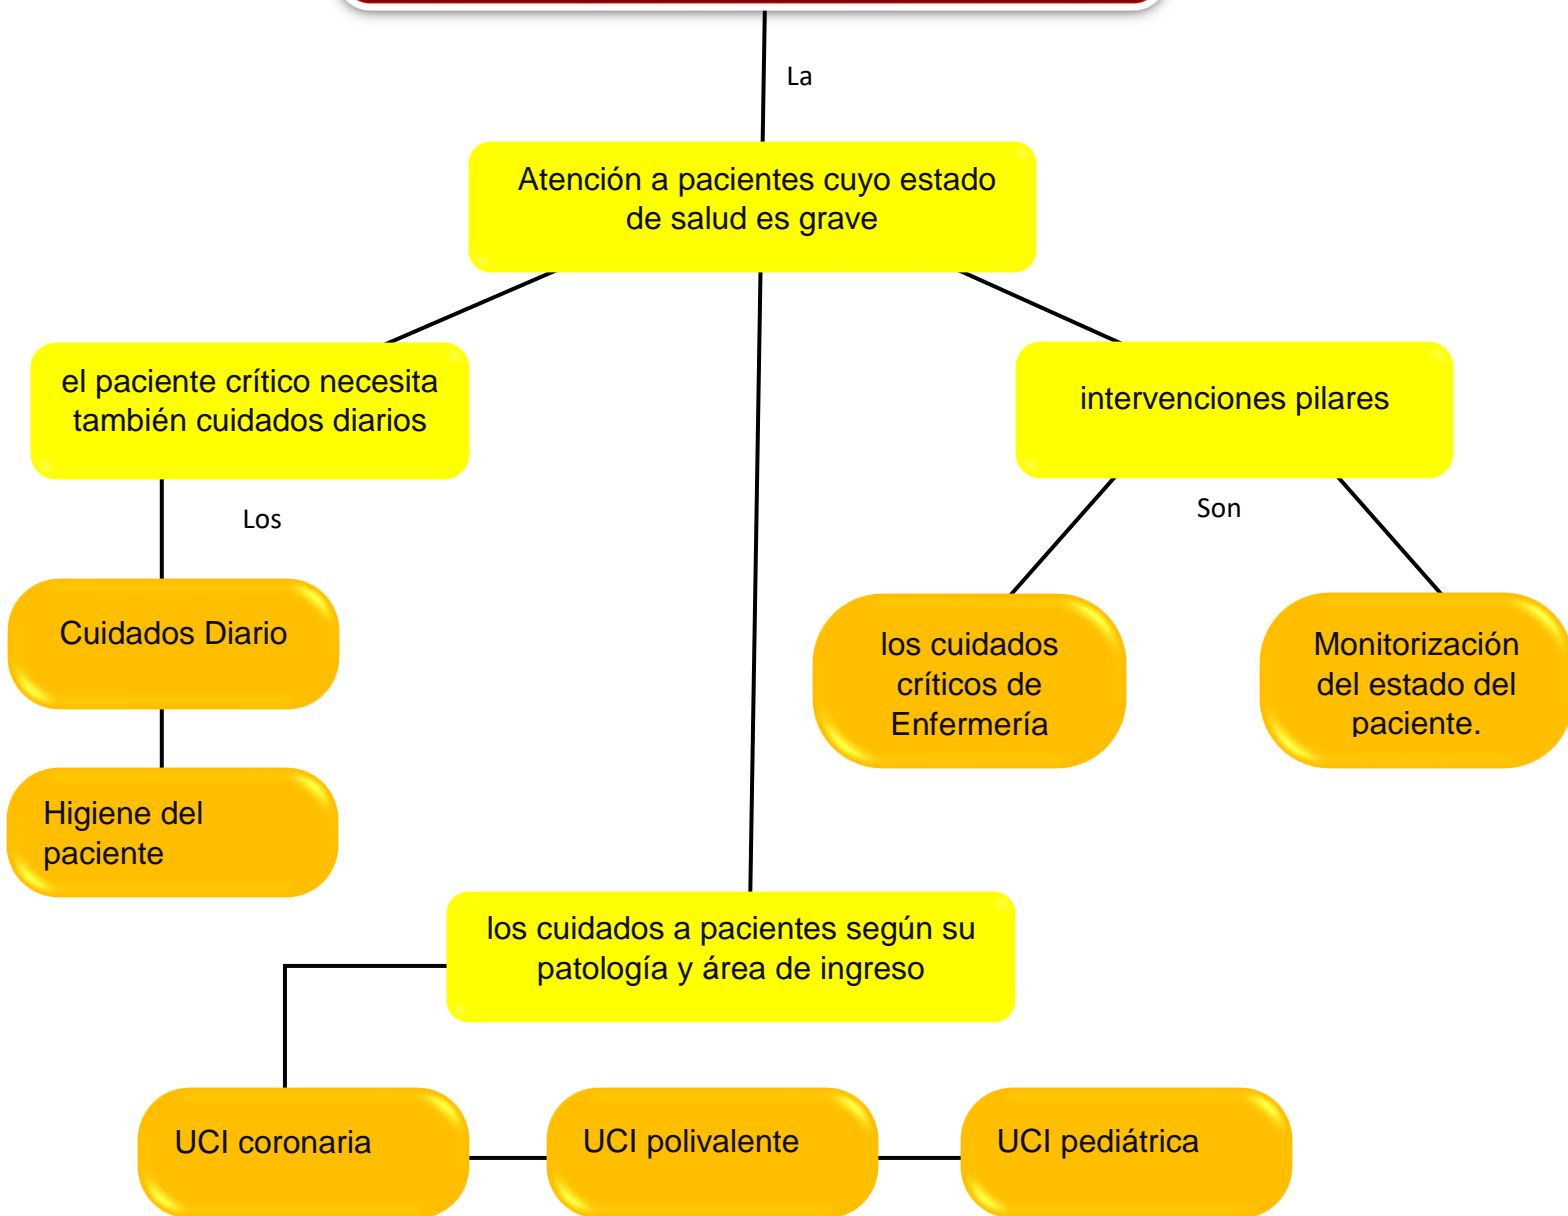 La
Atención a pacientes cuyo estado
de salud es grave
el paciente crítico necesita
también cuidados diarios
intervenciones pilares
Los
Son
Cuidados Diario
los cuidados
críticos de
Enfermería
Monitorización
del estado del
paciente.
Higiene del
paciente
los cuidados a pacientes según su
patología y área de ingreso
UCI coronaria
UCI polivalente
UCI pediátrica